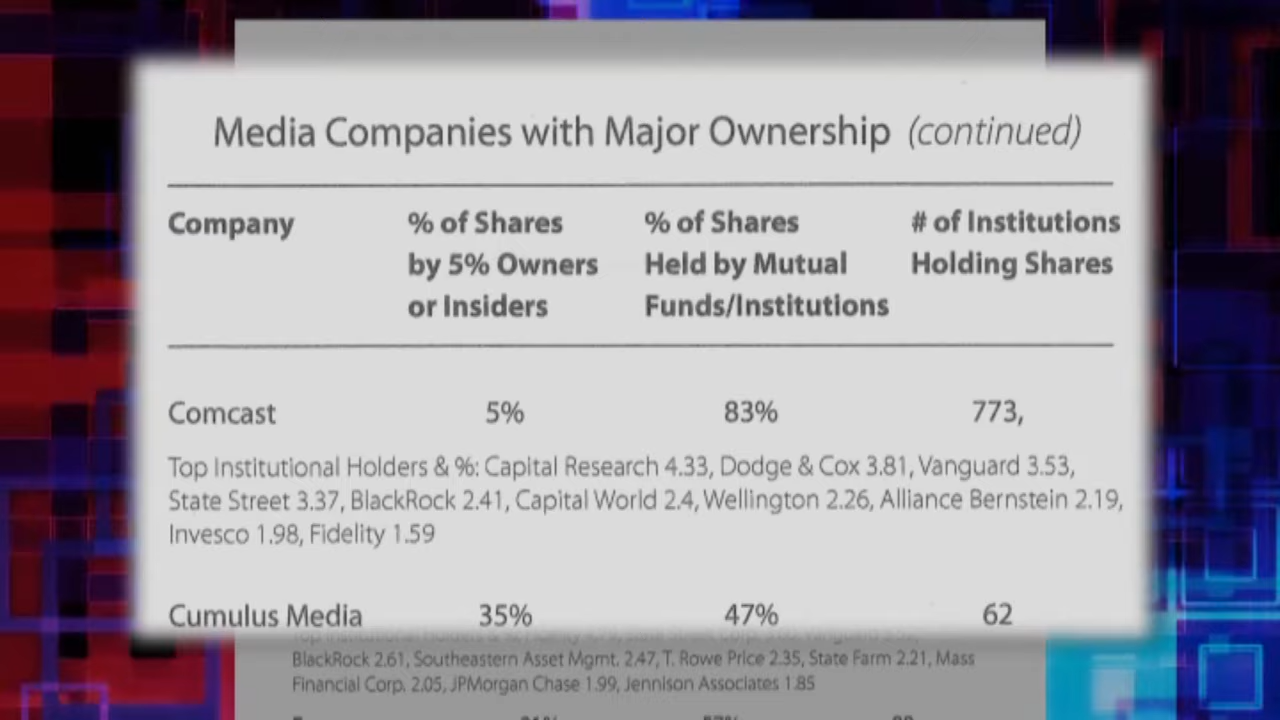 Media Companies with Major Ownership (continued)
Company % of Shares % of Shares # of Institutions
by 5% Owners Held by Mutual Holding Shares
or Insiders Funds/Institutions
Comcast 5% 83% 773,
Top Institutional Holders & %: Capital Research 4.33, Dodge & Cox 3.81, Vanguard 3.53,
State Street 3.37, BlackRock 2.41, Capital World 2.4, Wellington 2.26, Alliance Bernstein 2.19,
Invesco 1.98, Fidelity 1.59
Cumulus Media 35% 47% 62
BlackRock 2.61, Southeastern Asset Mgmt. 2.47, T. Rowe Price 2.35, State Farm 2.21, Mass
Financial Corp. 2.05, JPMorgan Chase 1.99, Jennison Associates 1.85